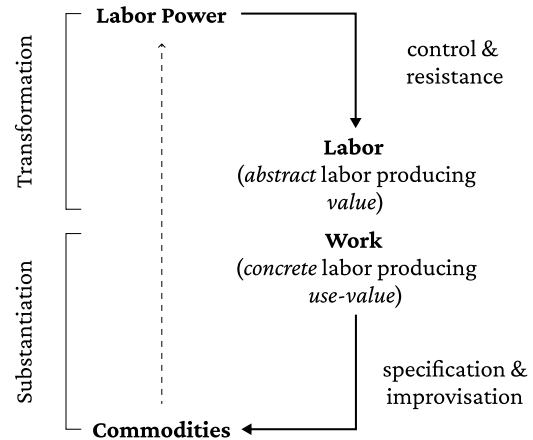 Labor Power
Transformation
control &
resistance
Labor
(abstract labor producing
value)
Work
(concrete labor producing
use-value)
Substantiation
specification &
improvisation
Commodities